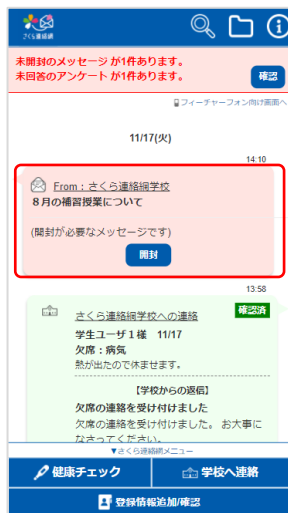 さくら連絡網
未開封のメッセージ が1件あります。
未回答のアンケート が1件あります。
確認
フィーチャーフォン向け画面へ
11/17(火)
14:10
From：さくら連絡網学校
８月の補習授業について
(開封が必要なメッセージです)
開封
13:58
さくら連絡網学校への連絡
確認済
学生ユーザ１様 11/17
欠席：病気
熱が出たので休ませます。
【学校からの返信】
欠席の連絡を受け付けました
欠席の連絡を受け付けました。 お大事に
なさってください。
▼さくら連絡網メニュー
健康チェック
学校へ連絡
登録情報追加/確認